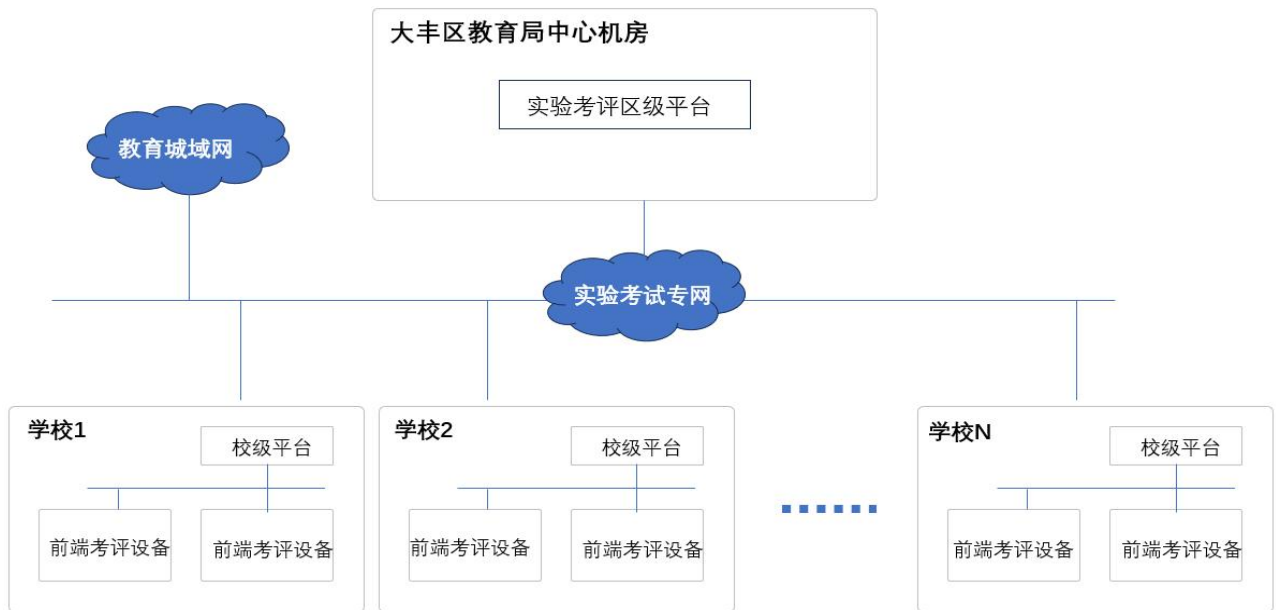 大丰区教育局中心机房
实验考评区级平台
教育城域网
实验考试专网
学校1
校级平台
前端考评设备
前端考评设备
学校2
校级平台
前端考评设备
前端考评设备
学校N
校级平台
前端考评设备
前端考评设备